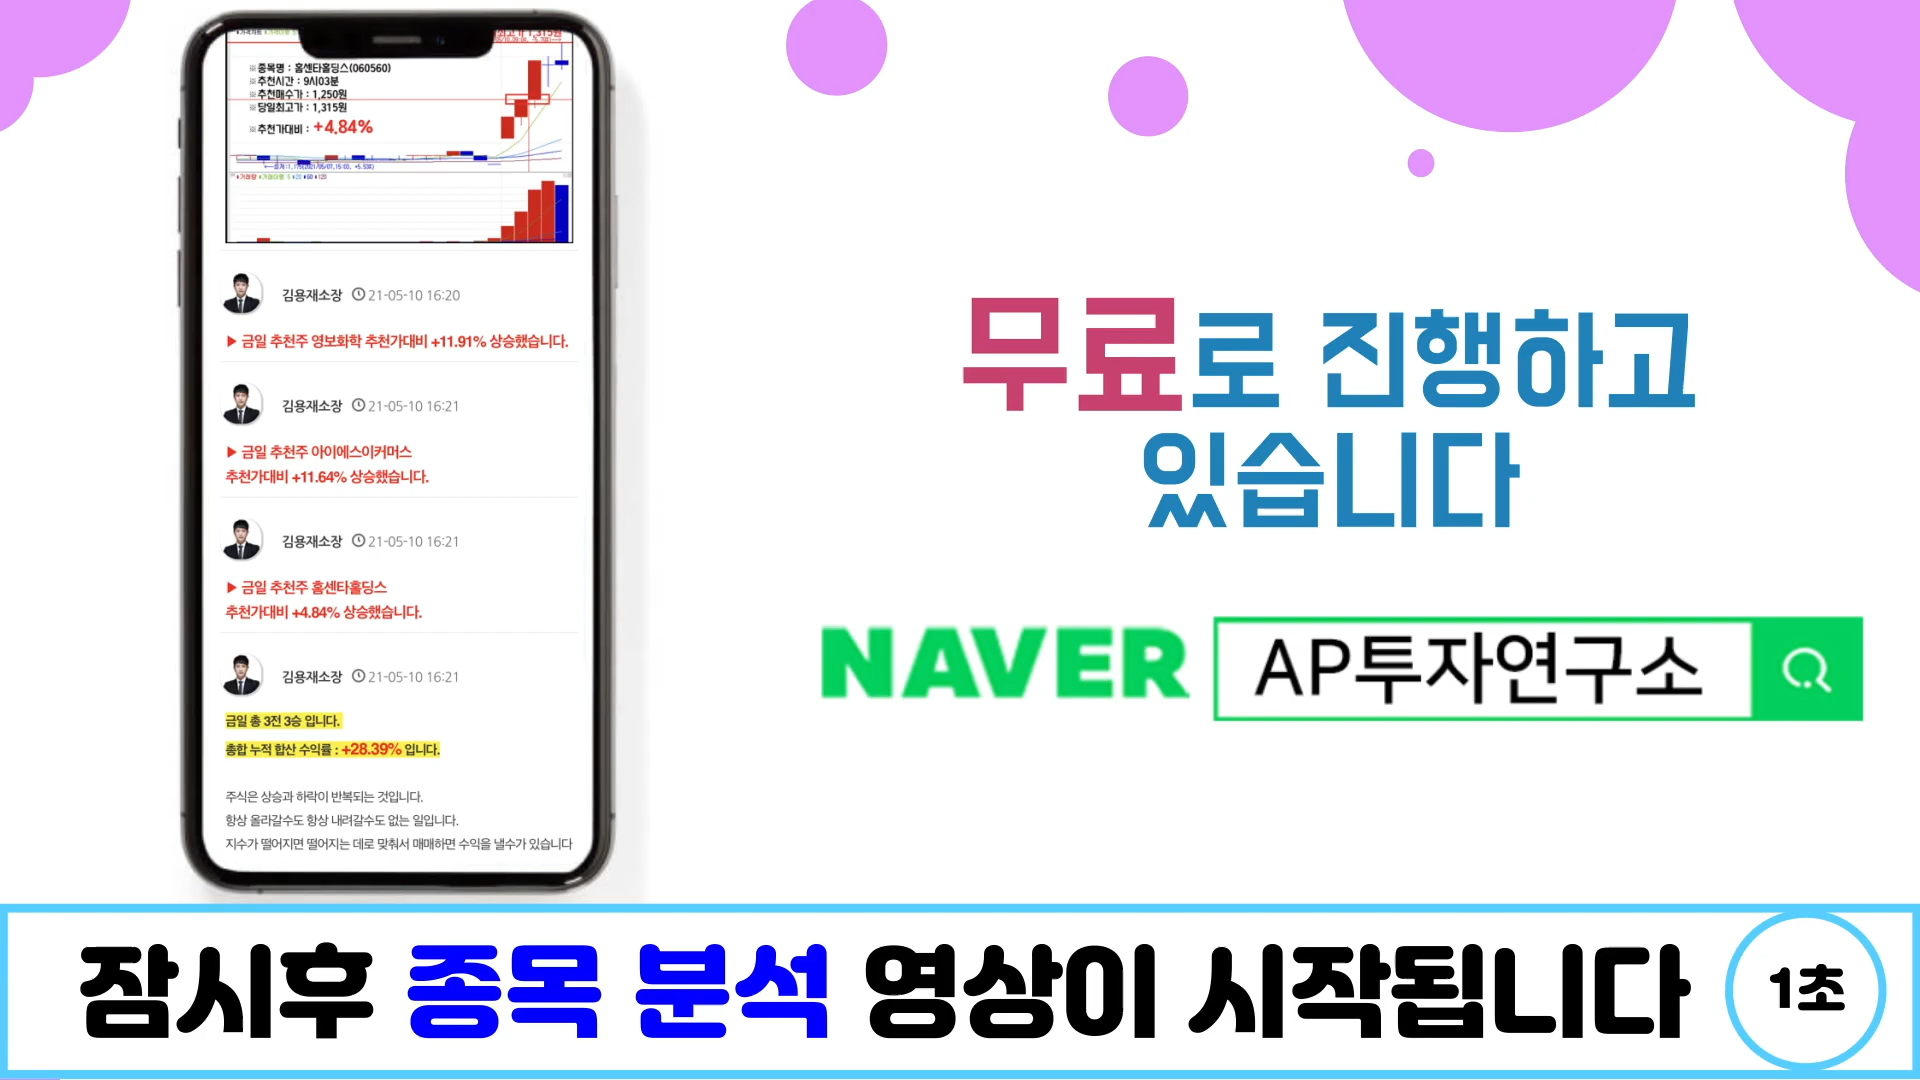 ※종목명 : 홈센타홀딩스(060560)
※추천시간 : 9시03분
※추천매수가 : 1,250원
※당일최고가 : 1,315원
※추천가대비 : +4.84%
김용재소장 21-05-10 16:20
▶ 금일 추천주 영보화학 추천가대비 +11.91% 상승했습니다.
김용재소장 21-05-10 16:21
▶ 금일 추천주 아이에스이커머스
추천가대비 +11.64% 상승했습니다.
김용재소장 21-05-10 16:21
▶ 금일 추천주 홈센타홀딩스
추천가대비 +4.84% 상승했습니다.
김용재소장 21-05-10 16:21
금일 총 3전 3승 입니다.
총합 누적 합산 수익률 : +28.39% 입니다.
주식은 상승과 하락이 반복되는 것입니다.
항상 올라갈수도 항상 내려갈수도 없는 일입니다.
지수가 떨어지면 떨어지는 데로 맞춰서 매매하면 수익을 낼수가 있습니다
무료로 진행하고
있습니다
NAVER AP투자연구소
잠시후 종목 분석 영상이 시작됩니다 1초